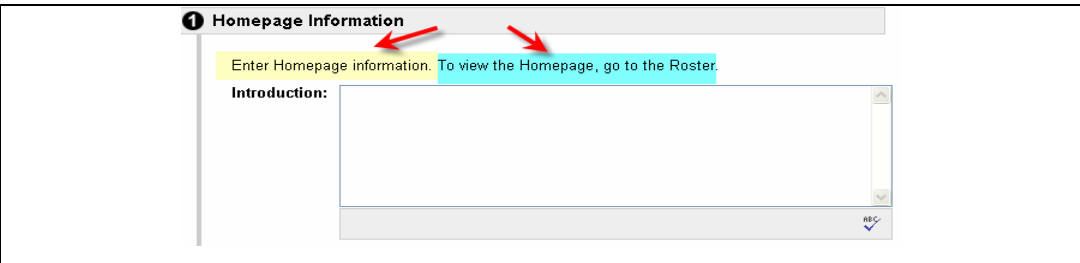 1 Homepage Information
Enter Homepage information. To view the Homepage, go to the Roster.
Introduction:
ABC